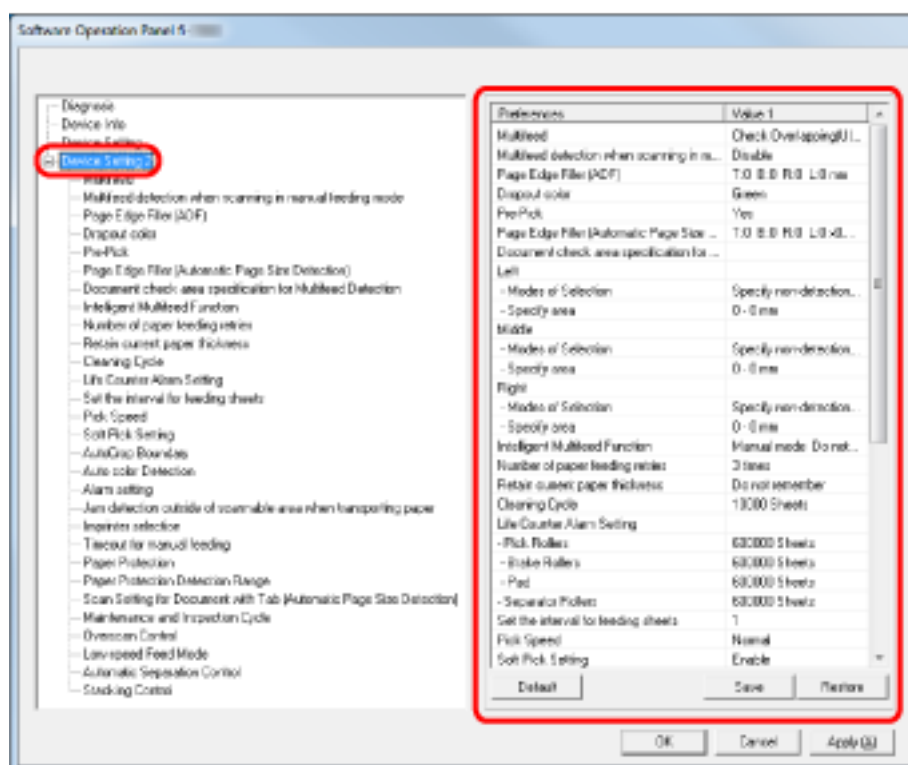 Software Operation Panel fi-
Diagnosis
Device Info
Device Setting
Device Setting 2
Multifeed
Multifeed detection when scanning in manual feeding mode
Page Edge Filler (ADF)
Dropout color
Pre-Pick
Page Edge Filler (Automatic Page Size Detection)
Document check area specification for Multifeed Detection
Intelligent Multifeed Function
Number of paper feeding retries
Retain current paper thickness
Cleaning Cycle
Life Counter Alarm Setting
Set the interval for feeding sheets
Pick Speed
Soft Pick Setting
AutoCrop Boundary
Auto color Detection
Alarm setting
Jam detection outside of scannable area when transporting paper
Imprinter selection
Timeout for manual feeding
Paper Protection
Paper Protection Detection Range
Scan Setting for Document with Tab (Automatic Page Size Detection)
Maintenance and Inspection Cycle
Overscan Control
Low-speed Feed Mode
Automatic Separation Control
Stacking Control
Preferences Value 1
Multifeed Check Overlapping(Ul...
Multifeed detection when scanning in m... Disable
Page Edge Filler (ADF) T:0 B:0 R:0 L:0 mm
Dropout color Green
Pre-Pick Yes
Page Edge Filler (Automatic Page Size ... T:0 B:0 R:0 L:0
Document check area specification for ...
Left
- Modes of Selection Specify non-detection...
- Specify area 0 - 0 mm
Middle
- Modes of Selection Specify non-detection...
- Specify area 0 - 0 mm
Right
- Modes of Selection Specify non-detection...
- Specify area 0 - 0 mm
Intelligent Multifeed Function Manual mode: Do not...
Number of paper feeding retries 3 times
Retain current paper thickness Do not remember
Cleaning Cycle 10000 Sheets
Life Counter Alarm Setting
- Pick Rollers 600000 Sheets
- Brake Rollers 600000 Sheets
- Pad 600000 Sheets
- Separator Rollers 600000 Sheets
Set the interval for feeding sheets 1
Pick Speed Normal
Soft Pick Setting Enable
Default Save Restore
OK Cancel Apply (A)